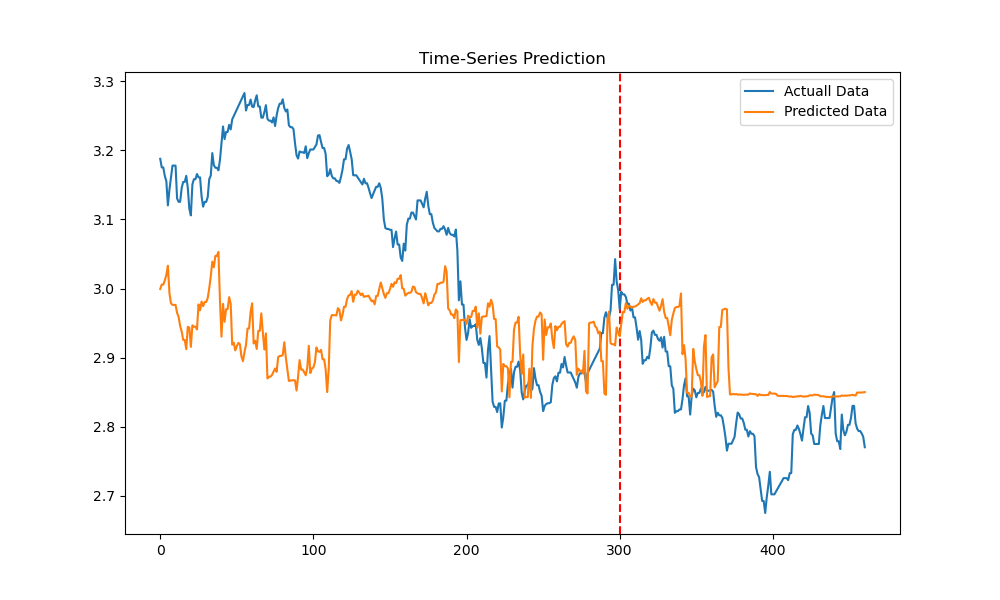 Time-Series Prediction
Actuall Data
Predicted Data
3.3
3.2
3.1
3.0
2.9
2.8
2.7
0 100 200 300 400